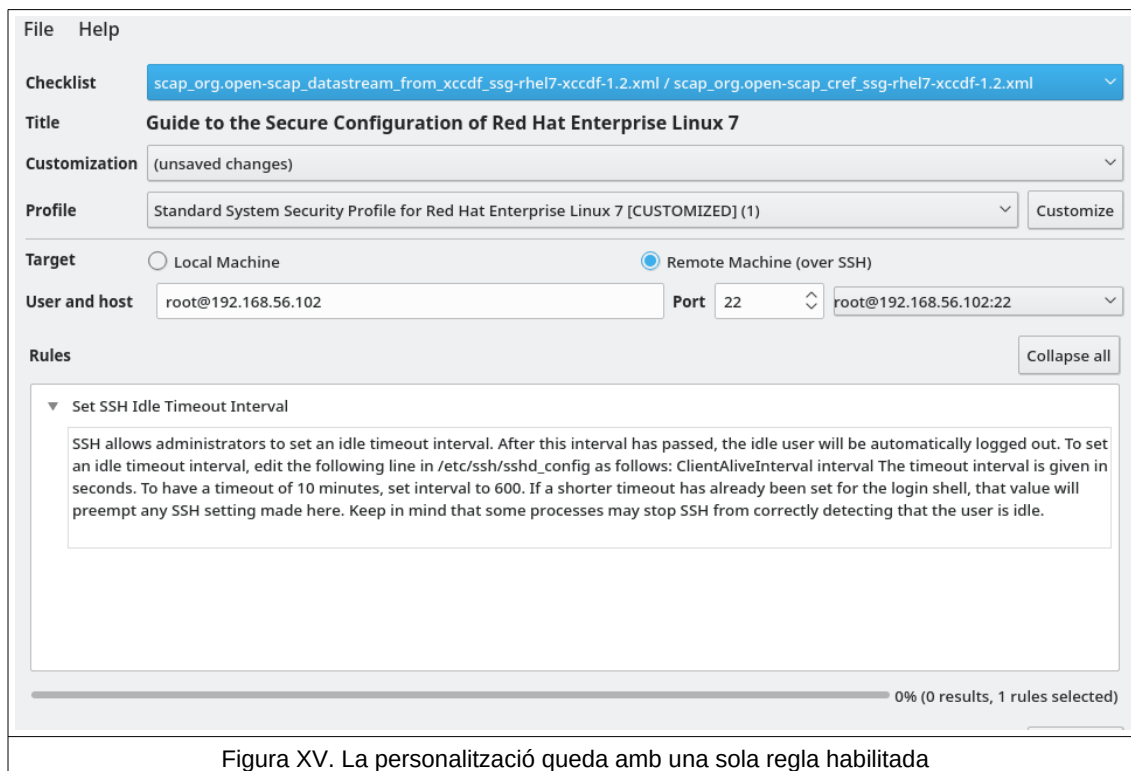 File Help
Checklist scap_org.open-scap_datastream_from_xccdf_ssg-rhel7-xccdf-1.2.xml / scap_org.open-scap_cref_ssg-rhel7-xccdf-1.2.xml
Title Guide to the Secure Configuration of Red Hat Enterprise Linux 7
Customization (unsaved changes)
Profile Standard System Security Profile for Red Hat Enterprise Linux 7 [CUSTOMIZED] (1) Customize
Target Local Machine Remote Machine (over SSH)
User and host root@192.168.56.102 Port 22 root@192.168.56.102:22
Rules Collapse all
Set SSH Idle Timeout Interval
SSH allows administrators to set an idle timeout interval. After this interval has passed, the idle user will be automatically logged out. To set
an idle timeout interval, edit the following line in /etc/ssh/sshd_config as follows: ClientAliveInterval interval The timeout interval is given in
seconds. To have a timeout of 10 minutes, set interval to 600. If a shorter timeout has already been set for the login shell, that value will
preempt any SSH setting made here. Keep in mind that some processes may stop SSH from correctly detecting that the user is idle.
0% (0 results, 1 rules selected)
Figura XV. La personalització queda amb una sola regla habilitada